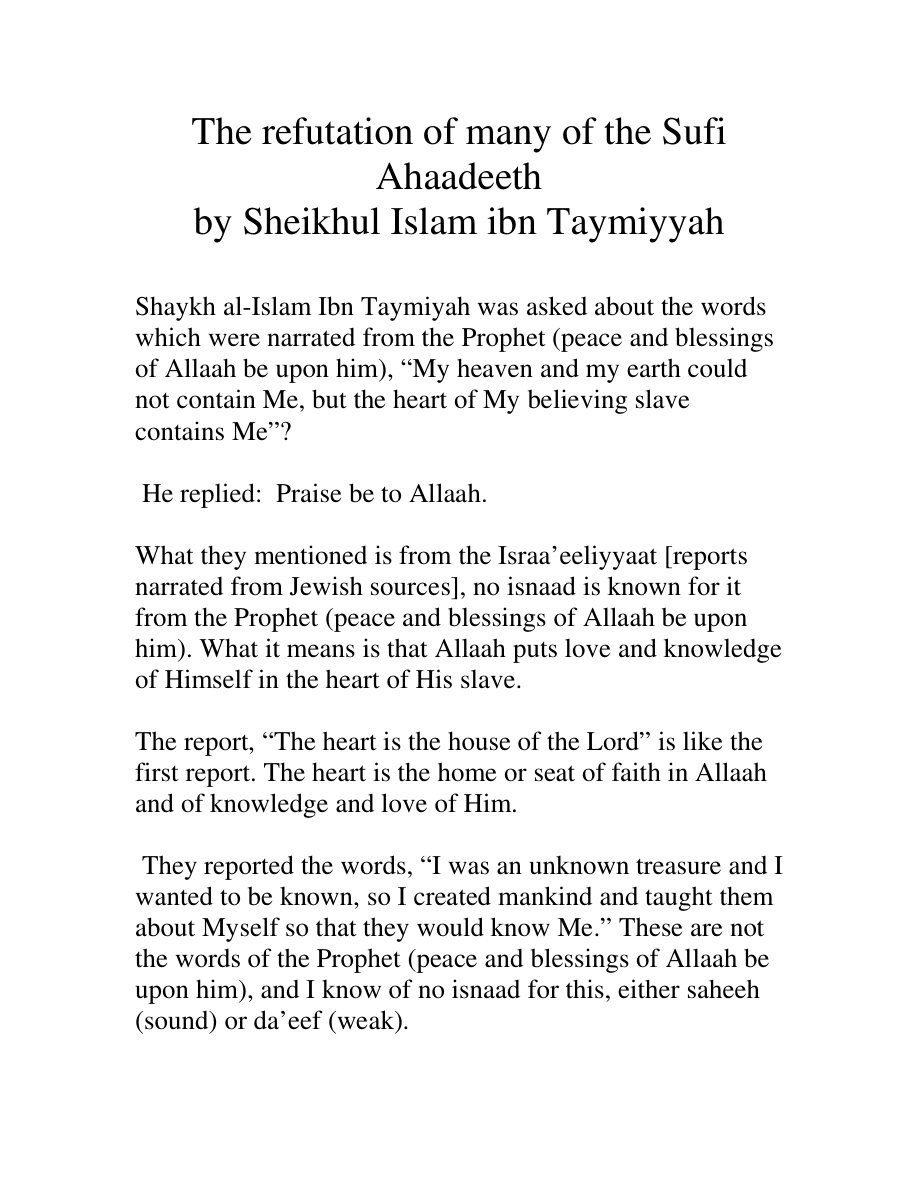 The refutation of many of the Sufi
Ahaadeeth
by Sheikhul Islam ibn Taymiyyah
Shaykh al-Islam Ibn Taymiyah was asked about the words
which were narrated from the Prophet (peace and blessings
of Allaah be upon him), “My heaven and my earth could
not contain Me, but the heart of My believing slave
contains Me”?
He replied:  Praise be to Allaah.
What they mentioned is from the Israa’eeliyyaat [reports
narrated from Jewish sources], no isnaad is known for it
from the Prophet (peace and blessings of Allaah be upon
him). What it means is that Allaah puts love and knowledge
of Himself in the heart of His slave.
The report, “The heart is the house of the Lord” is like the
first report. The heart is the home or seat of faith in Allaah
and of knowledge and love of Him.
They reported the words, “I was an unknown treasure and I
wanted to be known, so I created mankind and taught them
about Myself so that they would know Me.” These are not
the words of the Prophet (peace and blessings of Allaah be
upon him), and I know of no isnaad for this, either saheeh
(sound) or da’eef (weak).